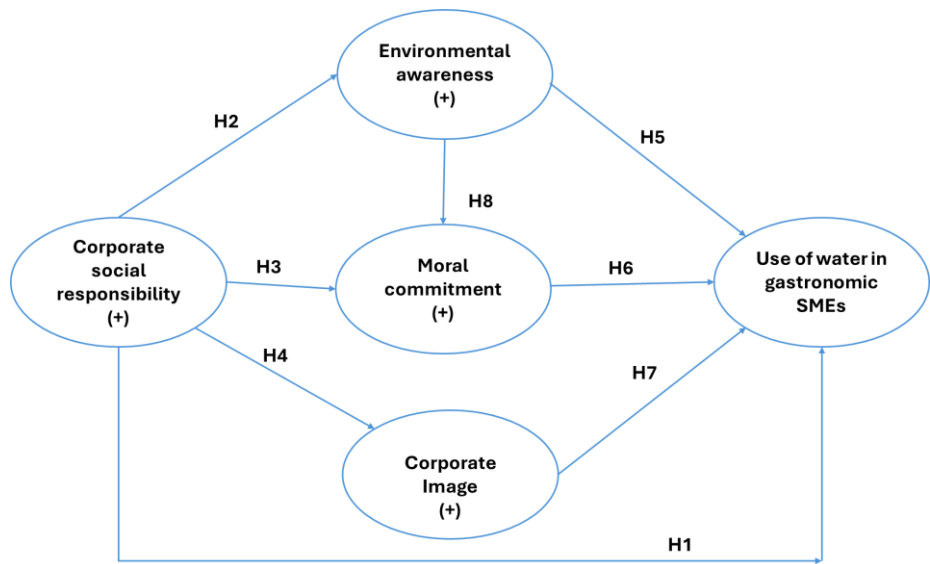 Environmental
awareness
(+)
H2
H5
H8
Corporate
social
responsibility
(+)
H3
Moral
commitment
(+)
H6
Use of water in
gastronomic
SMEs
H4
H7
Corporate
Image
(+)
H1